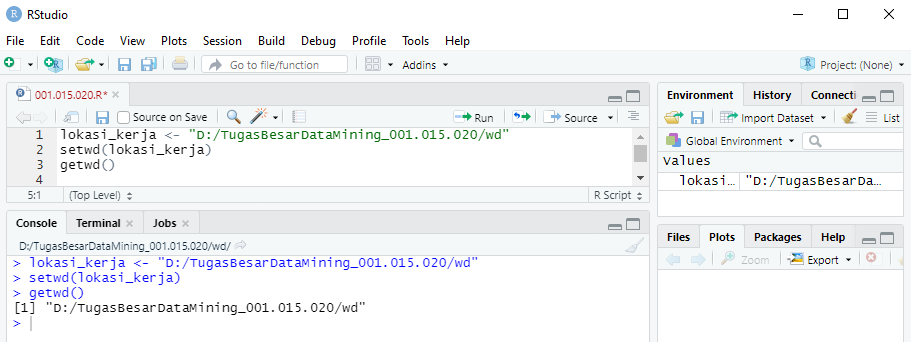 RStudio
File Edit Code View Plots Session Build Debug Profile Tools Help
Go to file/function Addins Project: (None)
001.015.020.R*
Source on Save Run Source
1 lokasi_kerja <- "D:/TugasBesarDataMining_001.015.020/wd"
2 setwd(lokasi_kerja)
3 getwd()
4
5:1 (Top Level) R Script
Console Terminal Jobs
D:/TugasBesarDataMining_001.015.020/wd/
> lokasi_kerja <- "D:/TugasBesarDataMining_001.015.020/wd"
> setwd(lokasi_kerja)
> getwd()
[1] "D:/TugasBesarDataMining_001.015.020/wd"
>
Environment History Connecti
Import Dataset List
Global Environment
Values
lokasi… "D:/TugasBesarDa…
Files Plots Packages Help
Zoom Export